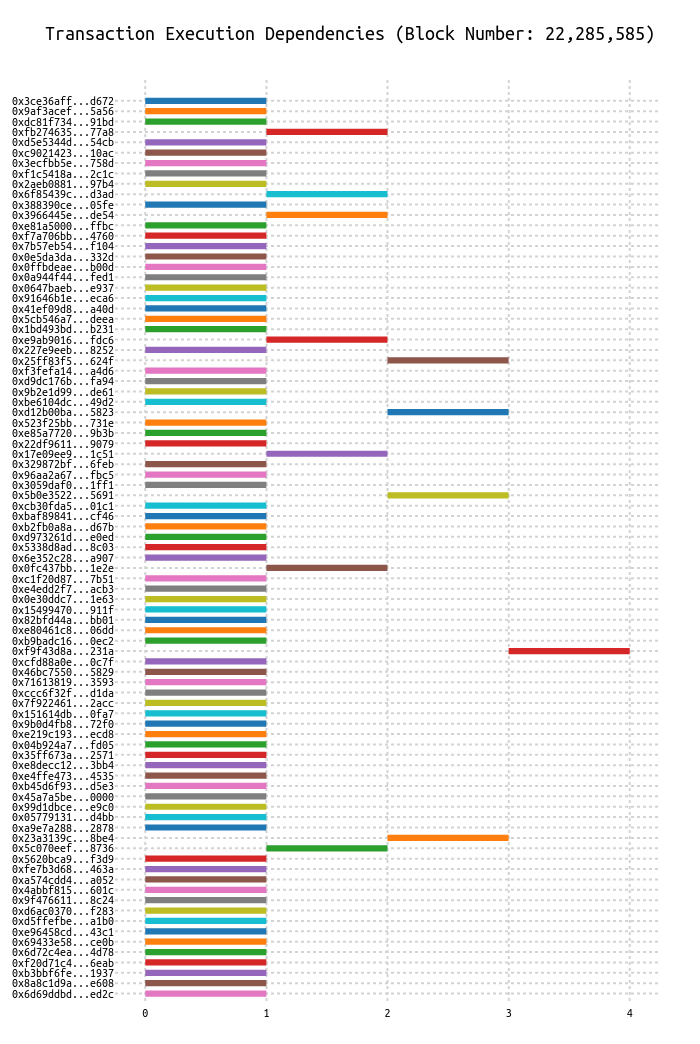 Transaction Execution Dependencies (Block Number: 22,285,585)
0x3ce36aff...d672
0x9af3acef...5a56
0xdc81f734...91bd
0xfb274635...77a8
0xd5e5344d...54cb
0xc9021423...10ac
0x3ecfbb5e...758d
0xf1c5418a...2c1c
0x2aeb0881...97b4
0x6f85439c...d3ad
0x388390ce...05fe
0x3966445e...de54
0xe81a5000...ffbc
0xf7a706bb...4760
0x7b57eb54...f104
0x0e5da3da...332d
0x0ffbdeae...b00d
0x0a944f44...fed1
0x0647baeb...e937
0x91646b1e...eca6
0x41ef09d8...a40d
0x5cb546a7...deea
0x1bd493bd...b231
0xe9ab9016...fdc6
0x227e9eeb...8252
0x25ff83f5...624f
0xf3fefa14...a4d6
0xd9dc176b...fa94
0x9b2e1d99...de61
0xbe6104dc...49d2
0xd12b00ba...5823
0x523f25bb...731e
0xe85a7720...9b3b
0x22df9611...9079
0x17e09ee9...1c51
0x329872bf...6feb
0x96aa2a67...fbc5
0x3059daf0...1ff1
0x5b0e3522...5691
0xcb30fda5...01c1
0xbaf89841...cf46
0xb2fb0a8a...d67b
0xd973261d...e0ed
0x5338d8ad...8c03
0x6e352c28...a907
0x0fc437bb...1e2e
0xc1f20d87...7b51
0xe4edd2f7...acb3
0x0e30ddc7...1e63
0x15499470...911f
0x82bfd44a...bb01
0xe80461c8...06dd
0xb9badc16...0ec2
0xf9f43d8a...231a
0xcfd88a0e...0c7f
0x46bc7550...5829
0x71613819...3593
0xccc6f32f...d1da
0x7f922461...2acc
0x151614db...0fa7
0x9b0d4fb8...72f0
0xe219c193...ecd8
0x04b924a7...fd05
0x35ff673a...2571
0xe8decc12...3bb4
0xe4ffe473...4535
0xb45d6f93...d5e3
0x45a7a5be...0000
0x99d1dbce...e9c0
0x05779131...d4bb
0xa9e7a288...2878
0x23a3139c...8be4
0x5c070eef...8736
0x5620bca9...f3d9
0xfe7b3d68...463a
0xa574cdd4...a052
0x4abbf815...601c
0x9f476611...8c24
0xd6ac0370...f283
0xd5ffefbe...a1b0
0xe96458cd...43c1
0x69433e58...ce0b
0x6d72c4ea...4d78
0xf20d71c4...6eab
0xb3bbf6fe...1937
0x8a8c1d9a...e608
0x6d69ddbd...ed2c
0 1 2 3 4